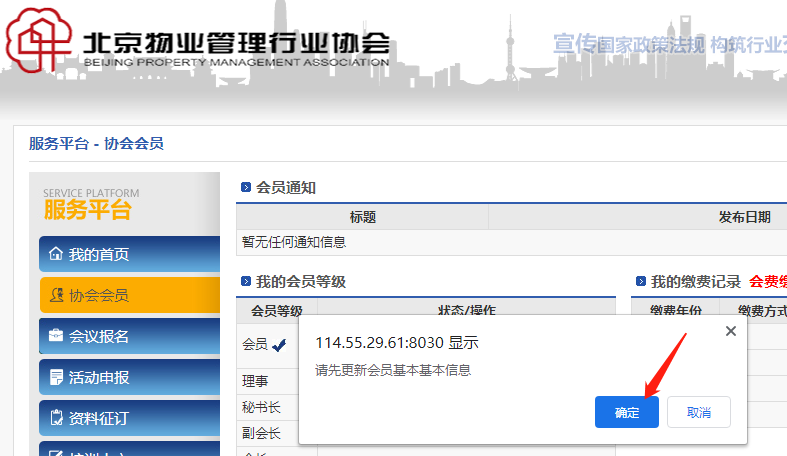 北京物业管理行业协会
BEIJING PROPERTY MANAGEMENT ASSOCIATION
宣传国家政策法规 构筑行业
服务平台 - 协会会员
SERVICE PLATFORM
服务平台
我的首页
协会会员
会议报名
活动申报
资料征订
会员通知
标题 发布日期
暂无任何通知信息
我的会员等级
会员等级 状态/操作
会员
理事
秘书长
副会长
我的缴费记录 会费缴
缴费年份 缴费方式
114.55.29.61:8030 显示
请先更新会员基本基本信息
确定 取消